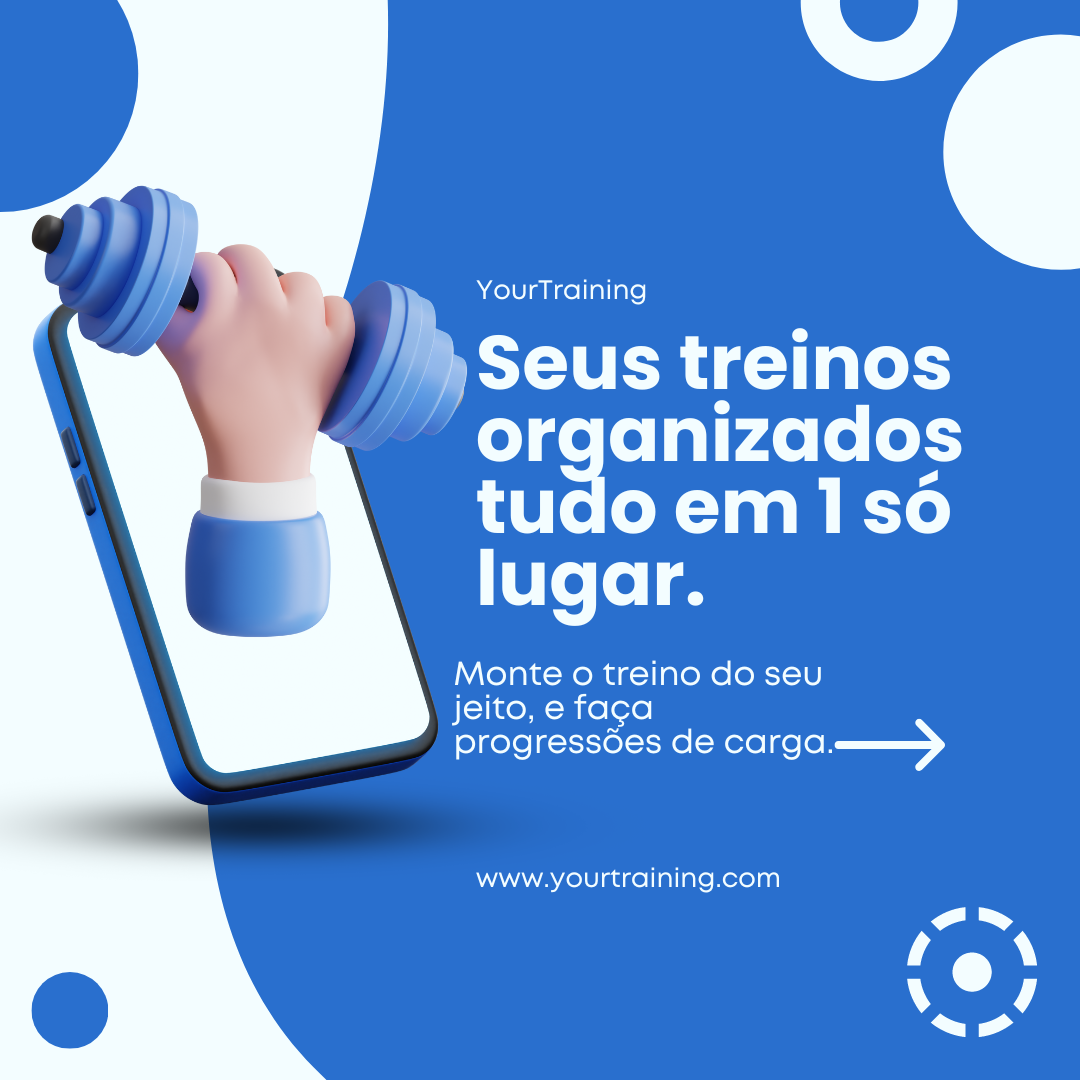 YourTraining
Seus treinos
organizados
tudo em 1 só
lugar.
Monte o treino do seu
jeito, e faça
progressões de carga.
www.yourtraining.com